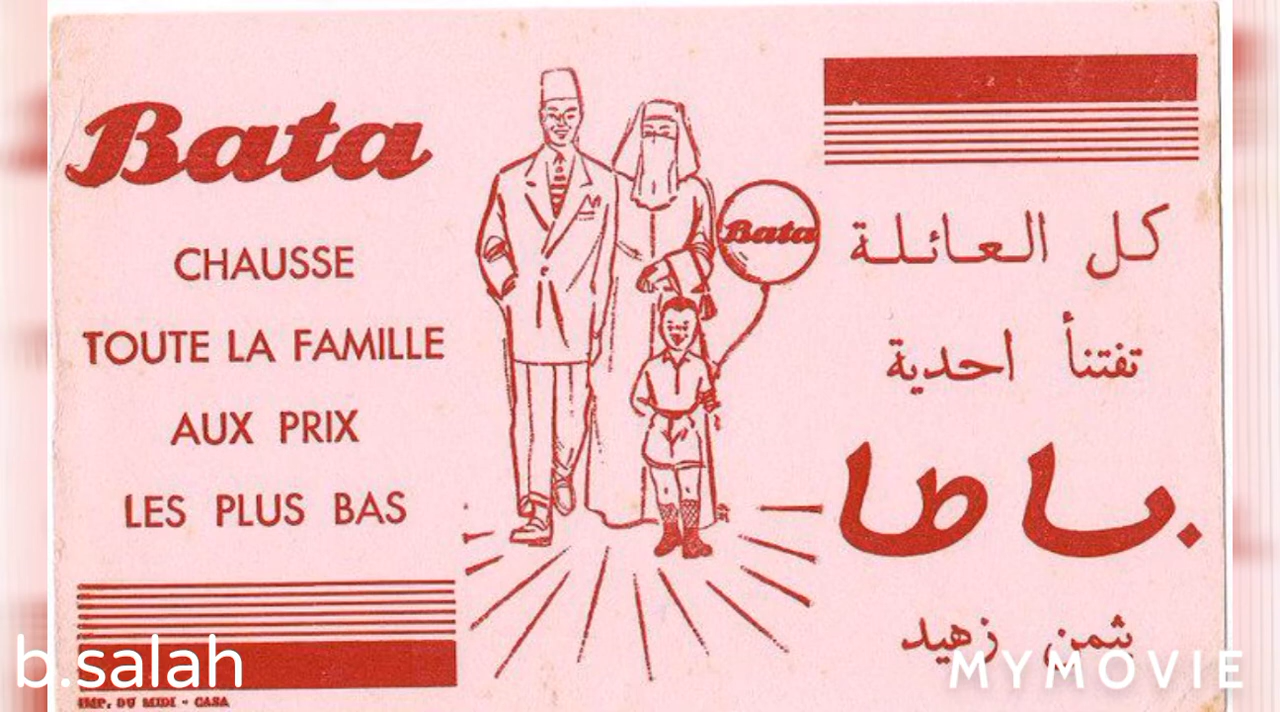 Bata
CHAUSSE
TOUTE LA FAMILLE
AUX PRIX
LES PLUS BAS
IMP. DU MIDI - CASA
Bata
كل العائلة
تفتنأ احدية
باطا
بثمن زهيد
b.salah
MYMOVIE